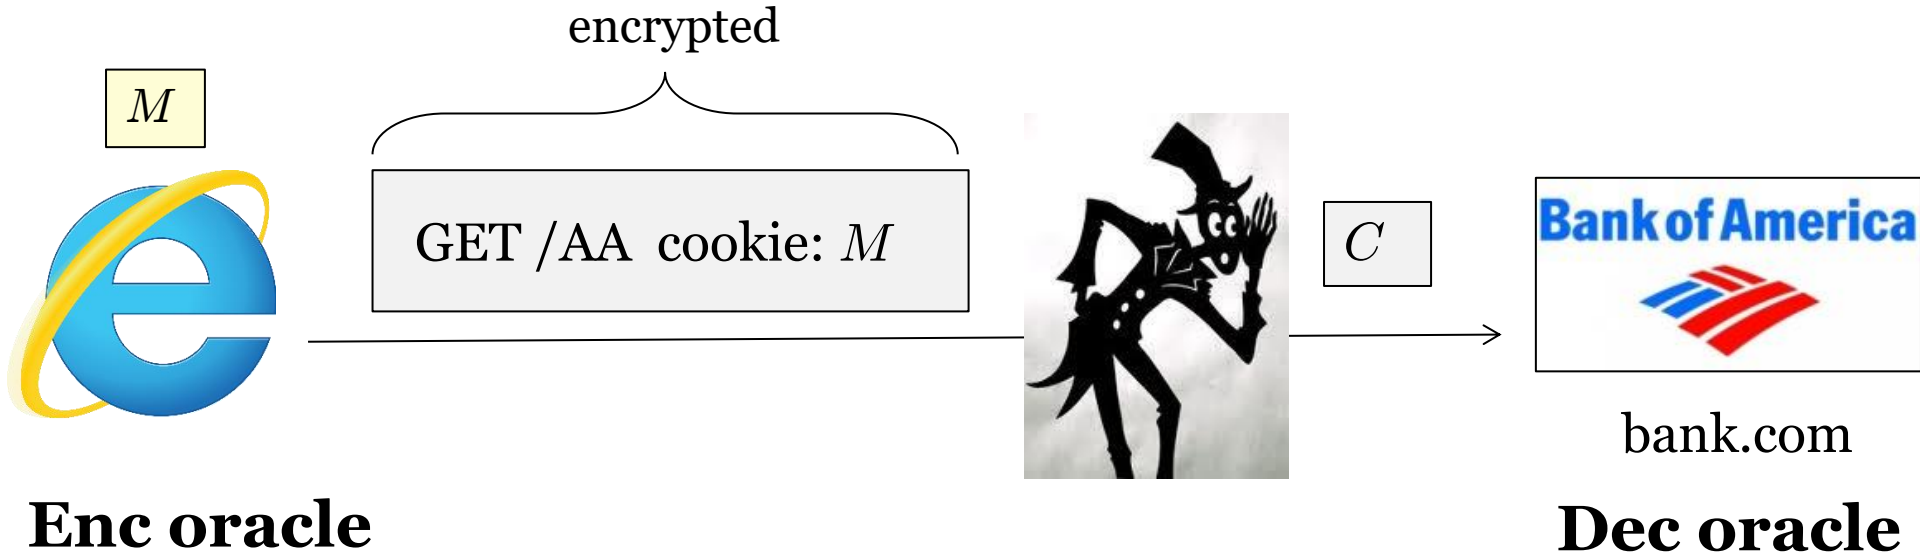 encrypted
M
GET /AA cookie: M
C
Bank of America
bank.com
Enc oracle
Dec oracle